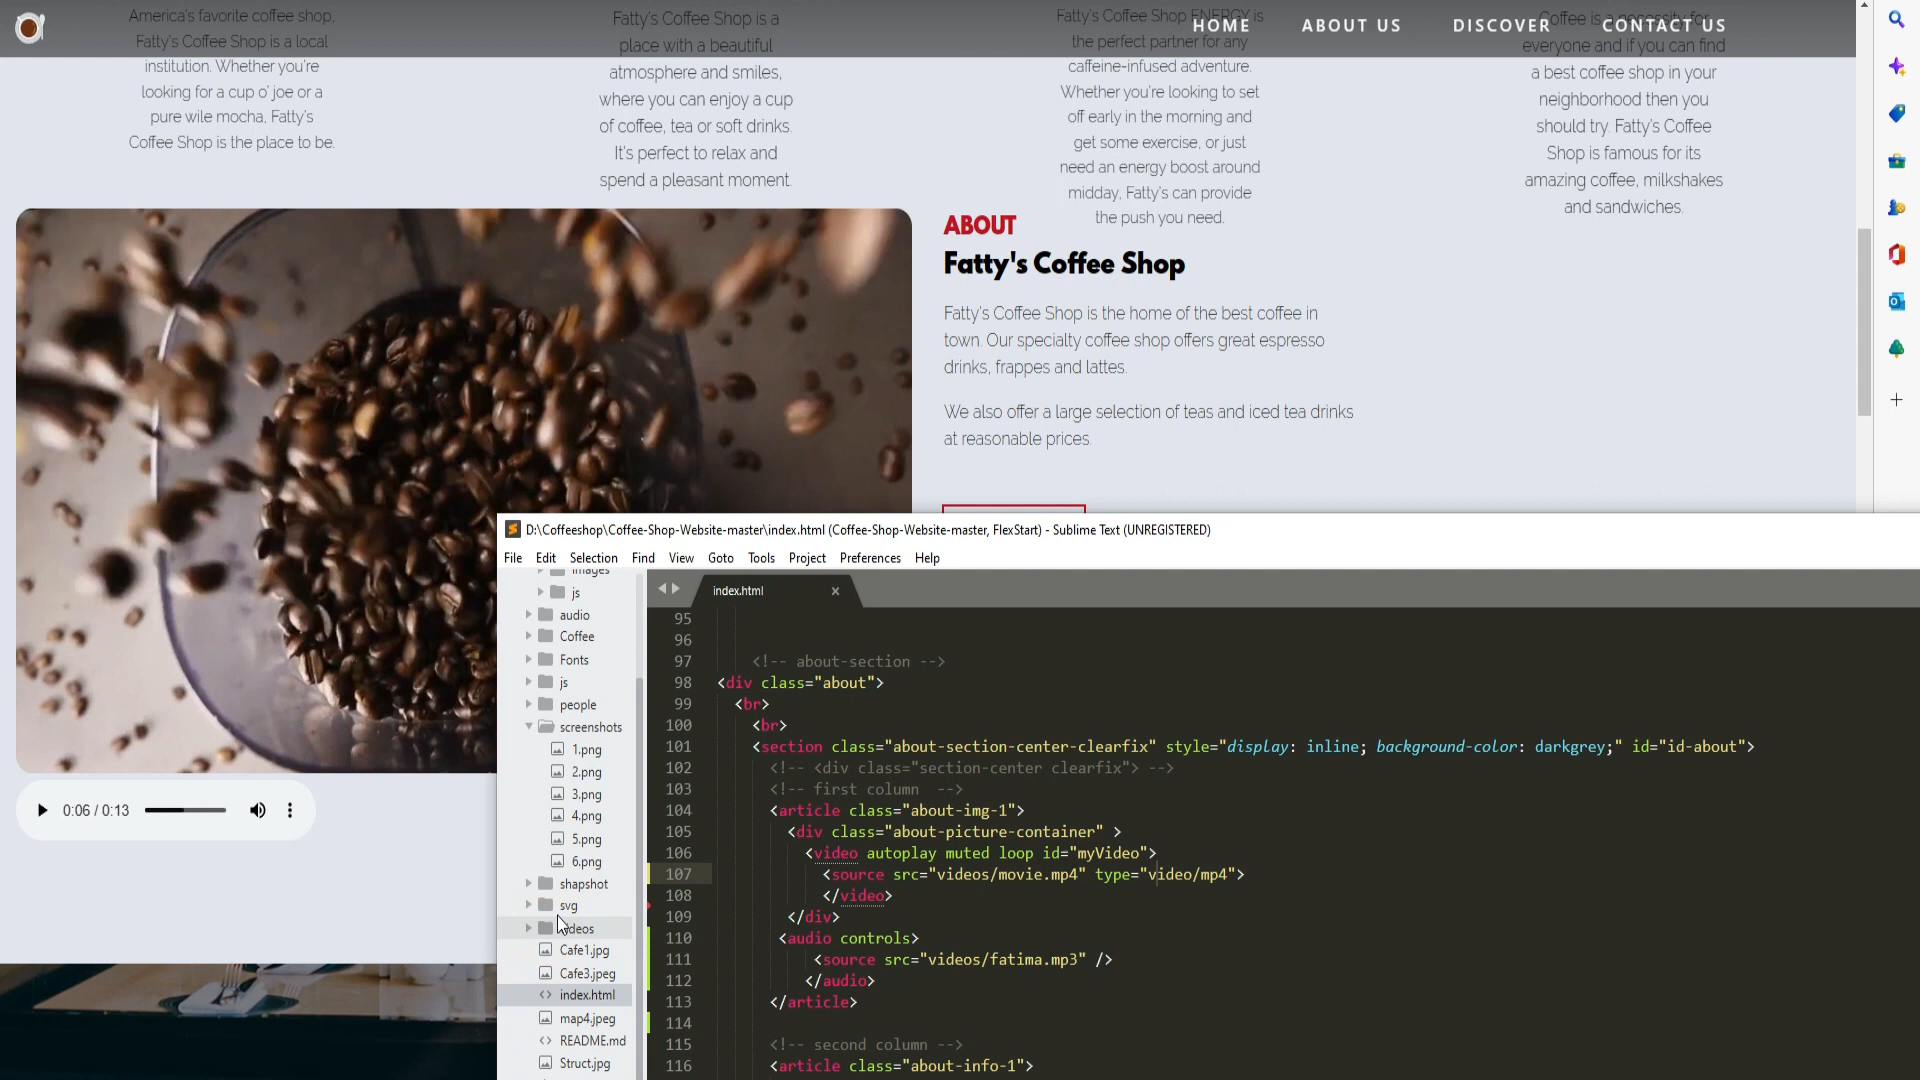 HOME
ABOUT US
DISCOVER
CONTACT US
America's favorite coffee shop,
Fatty's Coffee Shop is a local
institution. Whether you're
looking for a cup o' joe or a
pure wile mocha, Fatty's
Coffee Shop is the place to be.
Fatty's Coffee Shop is a
place with a beautiful
atmosphere and smiles,
where you can enjoy a cup
of coffee, tea or soft drinks.
It's perfect to relax and
spend a pleasant moment.
Fatty's Coffee Shop ENERGY is
the perfect partner for any
caffeine-infused adventure.
Whether you're looking to set
off early in the morning and
get some exercise, or just
need an energy boost around
midday, Fatty's can provide
the push you need.
Coffee is a necessity for
everyone and if you can find
a best coffee shop in your
neighborhood then you
should try. Fatty's Coffee
Shop is famous for its
amazing coffee, milkshakes
and sandwiches.
ABOUT
Fatty's Coffee Shop
Fatty's Coffee Shop is the home of the best coffee in
town. Our specialty coffee shop offers great espresso
drinks, frappes and lattes.
We also offer a large selection of teas and iced tea drinks
at reasonable prices.
0:06 / 0:13
D:\Coffeeshop\Coffee-Shop-Website-master\index.html (Coffee-Shop-Website-master, FlexStart) - Sublime Text (UNREGISTERED)
File Edit Selection Find View Goto Tools Project Preferences Help
images
js
audio
Coffee
Fonts
js
people
screenshots
1.png
2.png
3.png
4.png
5.png
6.png
shapshot
svg
Cafe1.jpg
Cafe3.jpeg
index.html
map4.jpeg
README.md
Struct.jpg
index.html
95
96
97 <!-- about-section -->
98 <div class="about">
99 <br>
100 <br>
101 <section class="about-section-center-clearfix" style="display: inline; background-color: darkgrey;" id="id-about">
102 <!-- <div class="section-center clearfix"> -->
103 <!-- first column  -->
104 <article class="about-img-1">
105 <div class="about-picture-container" >
106 <video autoplay muted loop id="myVideo">
107 <source src="videos/movie.mp4" type="video/mp4">
108 </video>
109 </div>
110 <audio controls>
111 <source src="videos/fatima.mp3" />
112 </audio>
113 </article>
114
115 <!-- second column -->
116 <article class="about-info-1">